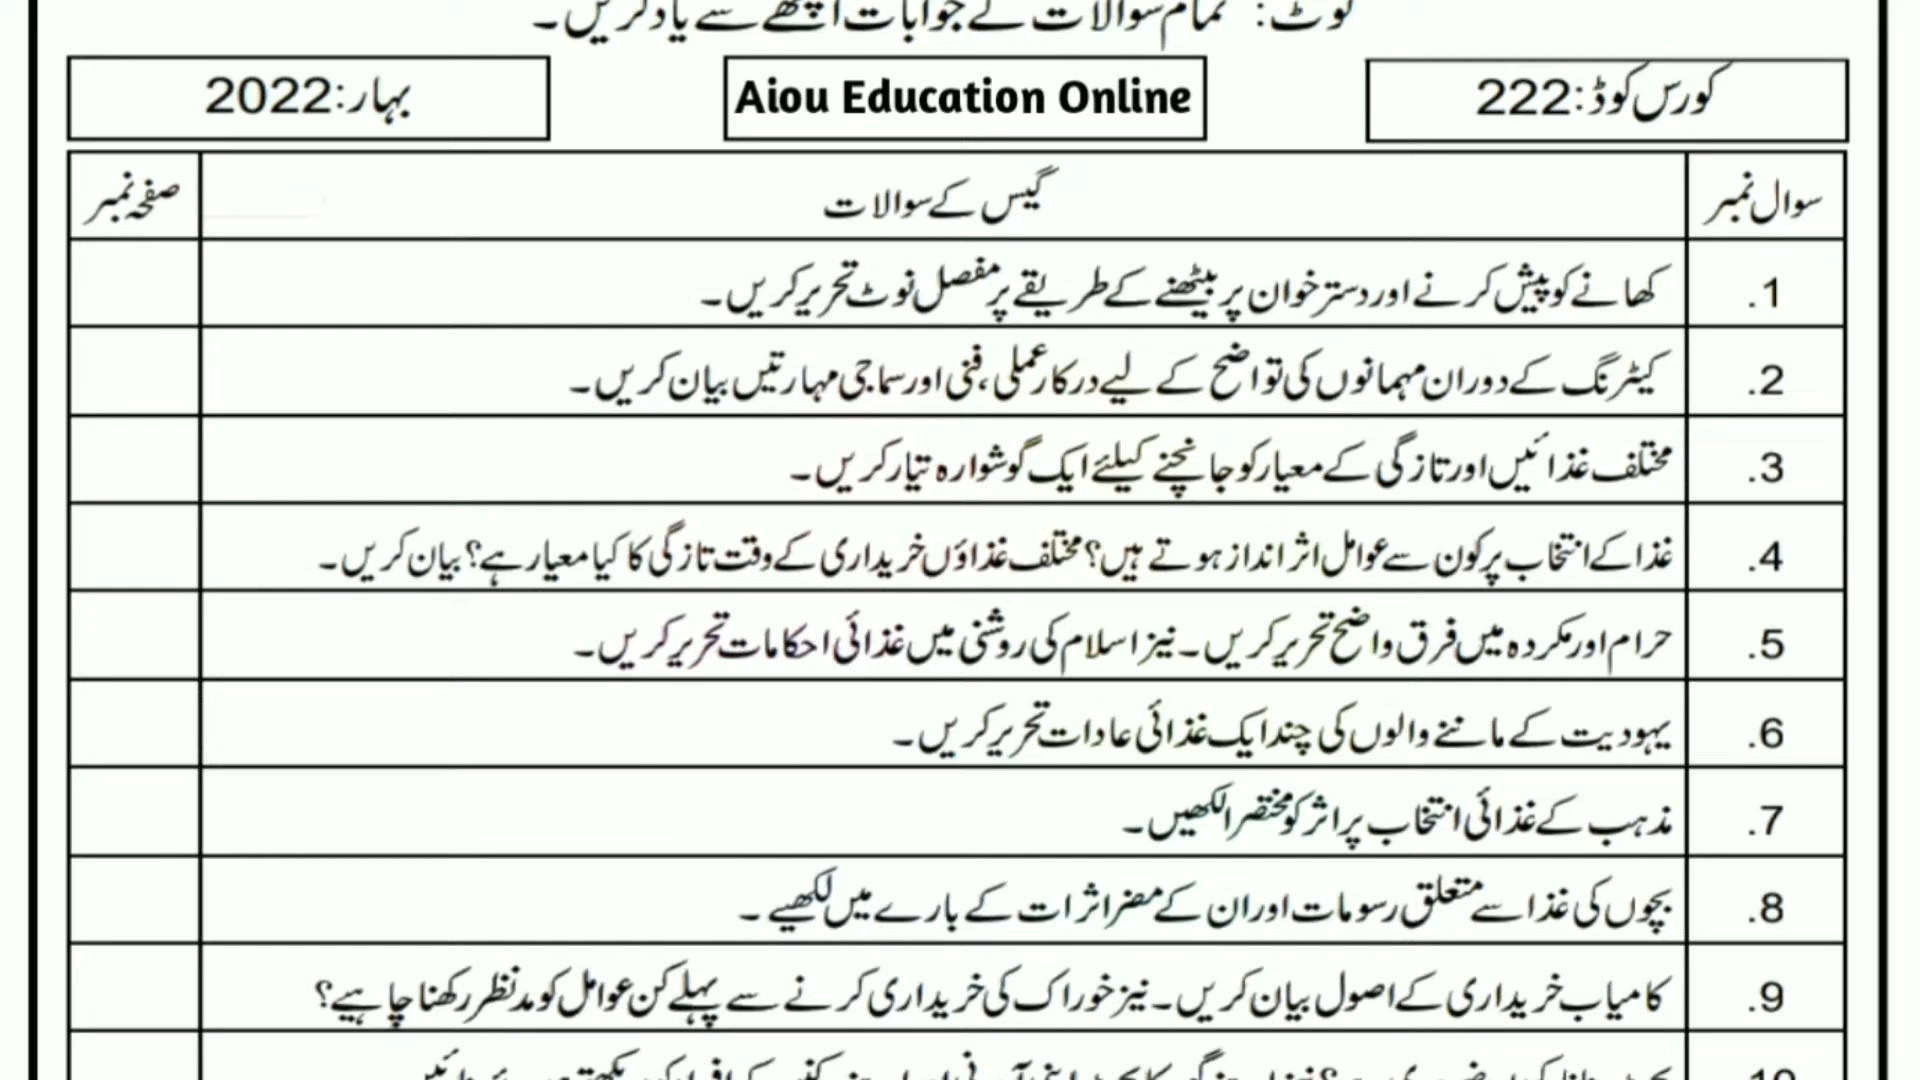 نوٹ: تمام سوالات کے جوابات اچھے سے یاد کریں۔
کورس کوڈ:222
Aiou Education Online
بہار:2022
سوال نمبر گیس کے سوالات صفحہ نمبر
1. کھانے کو پیش کرنے اور دسترخوان پر بیٹھنے کے طریقے پر مفصل نوٹ تحریر کریں۔
2. کیٹرنگ کے دوران مہمانوں کی تواضح کے لیے درکار عملی، فنی اور سماجی مہارتیں بیان کریں۔
3. مختلف غذائیں اور تازگی کے معیار کو جانچنے کیلئے ایک گوشوارہ تیار کریں۔
4. غذا کے انتخاب پر کون سے عوامل اثر انداز ہوتے ہیں؟ مختلف غذاؤں خریداری کے وقت تازگی کا کیا معیار ہے؟ بیان کریں۔
5. حرام اور مکروہ میں فرق واضح تحریر کریں۔ نیز اسلام کی روشنی میں غذائی احکامات تحریر کریں۔
6. یہودیت کے ماننے والوں کی چند ایک غذائی عادات تحریر کریں۔
7. مذہب کے غذائی انتخاب پر اثر کو مختصر الکھیں۔
8. بچوں کی غذا سے متعلق رسومات اور ان کے مضر اثرات کے بارے میں لکھیے۔
9. کامیاب خریداری کے اصول بیان کریں۔ نیز خوراک کی خریداری کرنے سے پہلے کن عوامل کو مدنظر رکھنا چاہیے؟